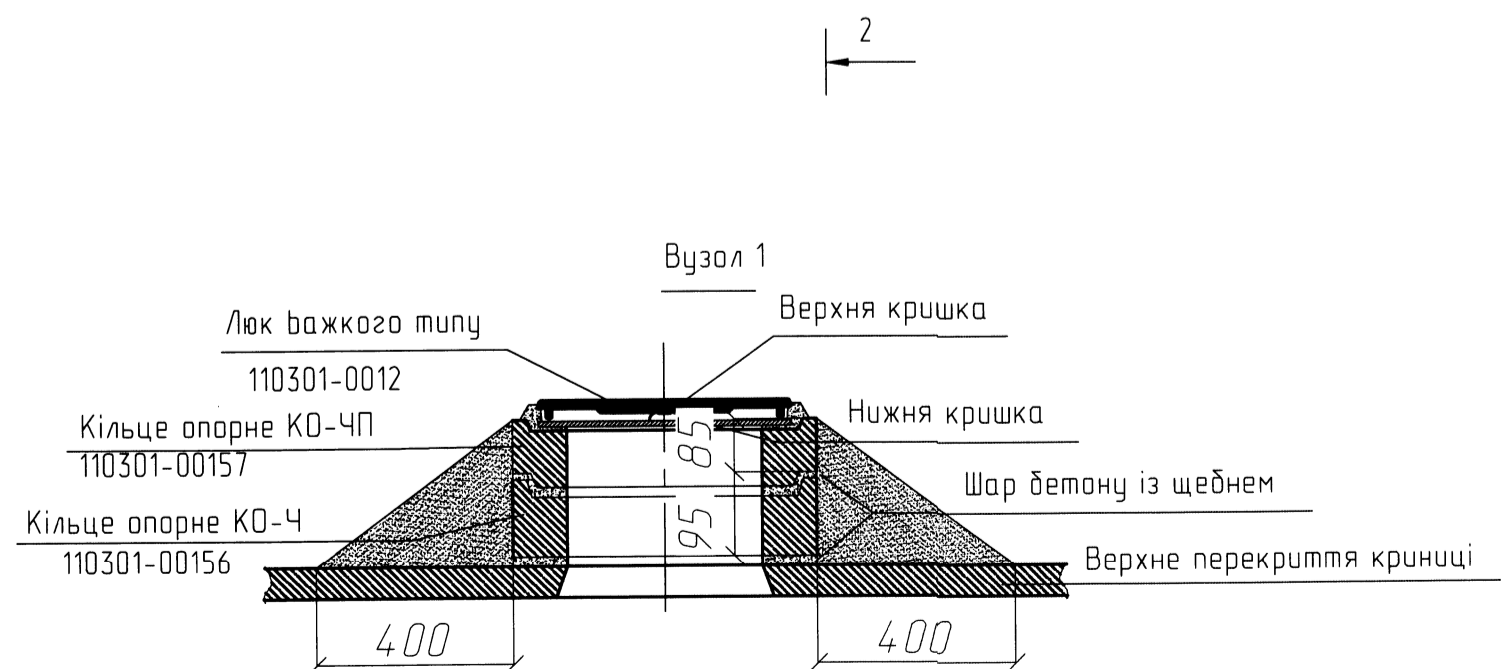 2
Вузол 1
Люк важкого типу
110301-0012
Верхня кришка
Кільце опорне КО-ЧП
110301-00157
Нижня кришка
85
Шар бетону із щебнем
Кільце опорне КО-Ч
110301-00156
95
Верхнє перекриття криниці
400
400